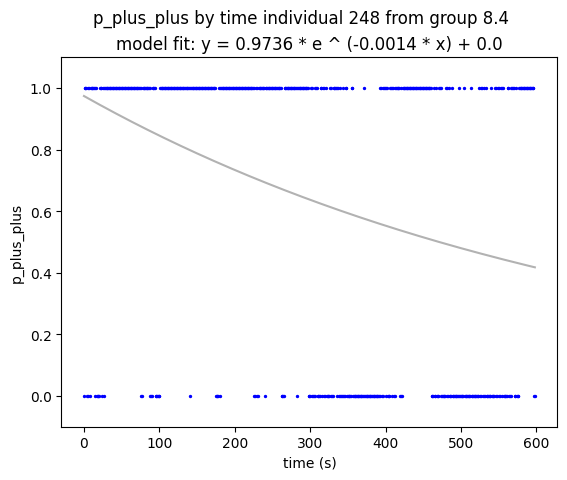 p_plus_plus by time individual 248 from group 8.4
model fit: y = 0.9736 * e ^ (-0.0014 * x) + 0.0
1.0
0.8
0.6
0.4
0.2
0.0
p_plus_plus
0 100 200 300 400 500 600
time (s)